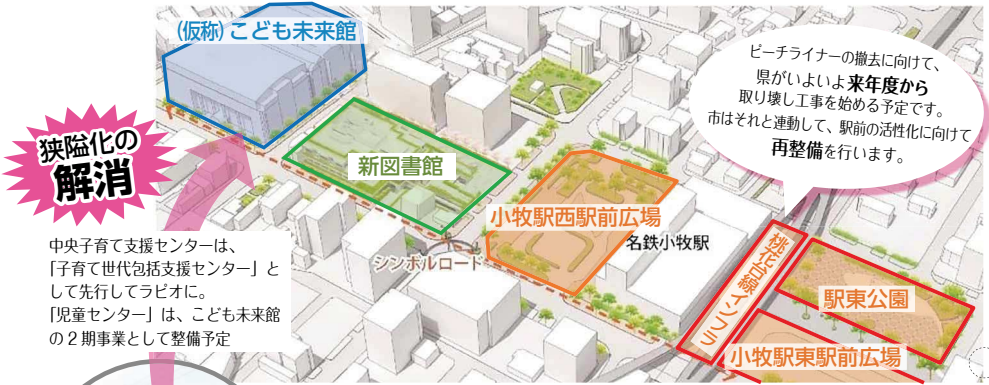 (仮称)こども未来館
ピーチライナーの撤去に向けて、
県がいよいよ来年度から
取り壊し工事を始める予定です。
市はそれと連動して、駅前の活性化に向けて
再整備を行います。
狭隘化の
解消
新図書館
小牧駅西駅前広場
名鉄小牧駅
シンボルロード
中央子育て支援センターは、
「子育て世代包括支援センター」と
して先行してラピオに。
「児童センター」は、こども未来館
の2期事業として整備予定
桃花台線インフラ
駅東公園
小牧駅東駅前広場